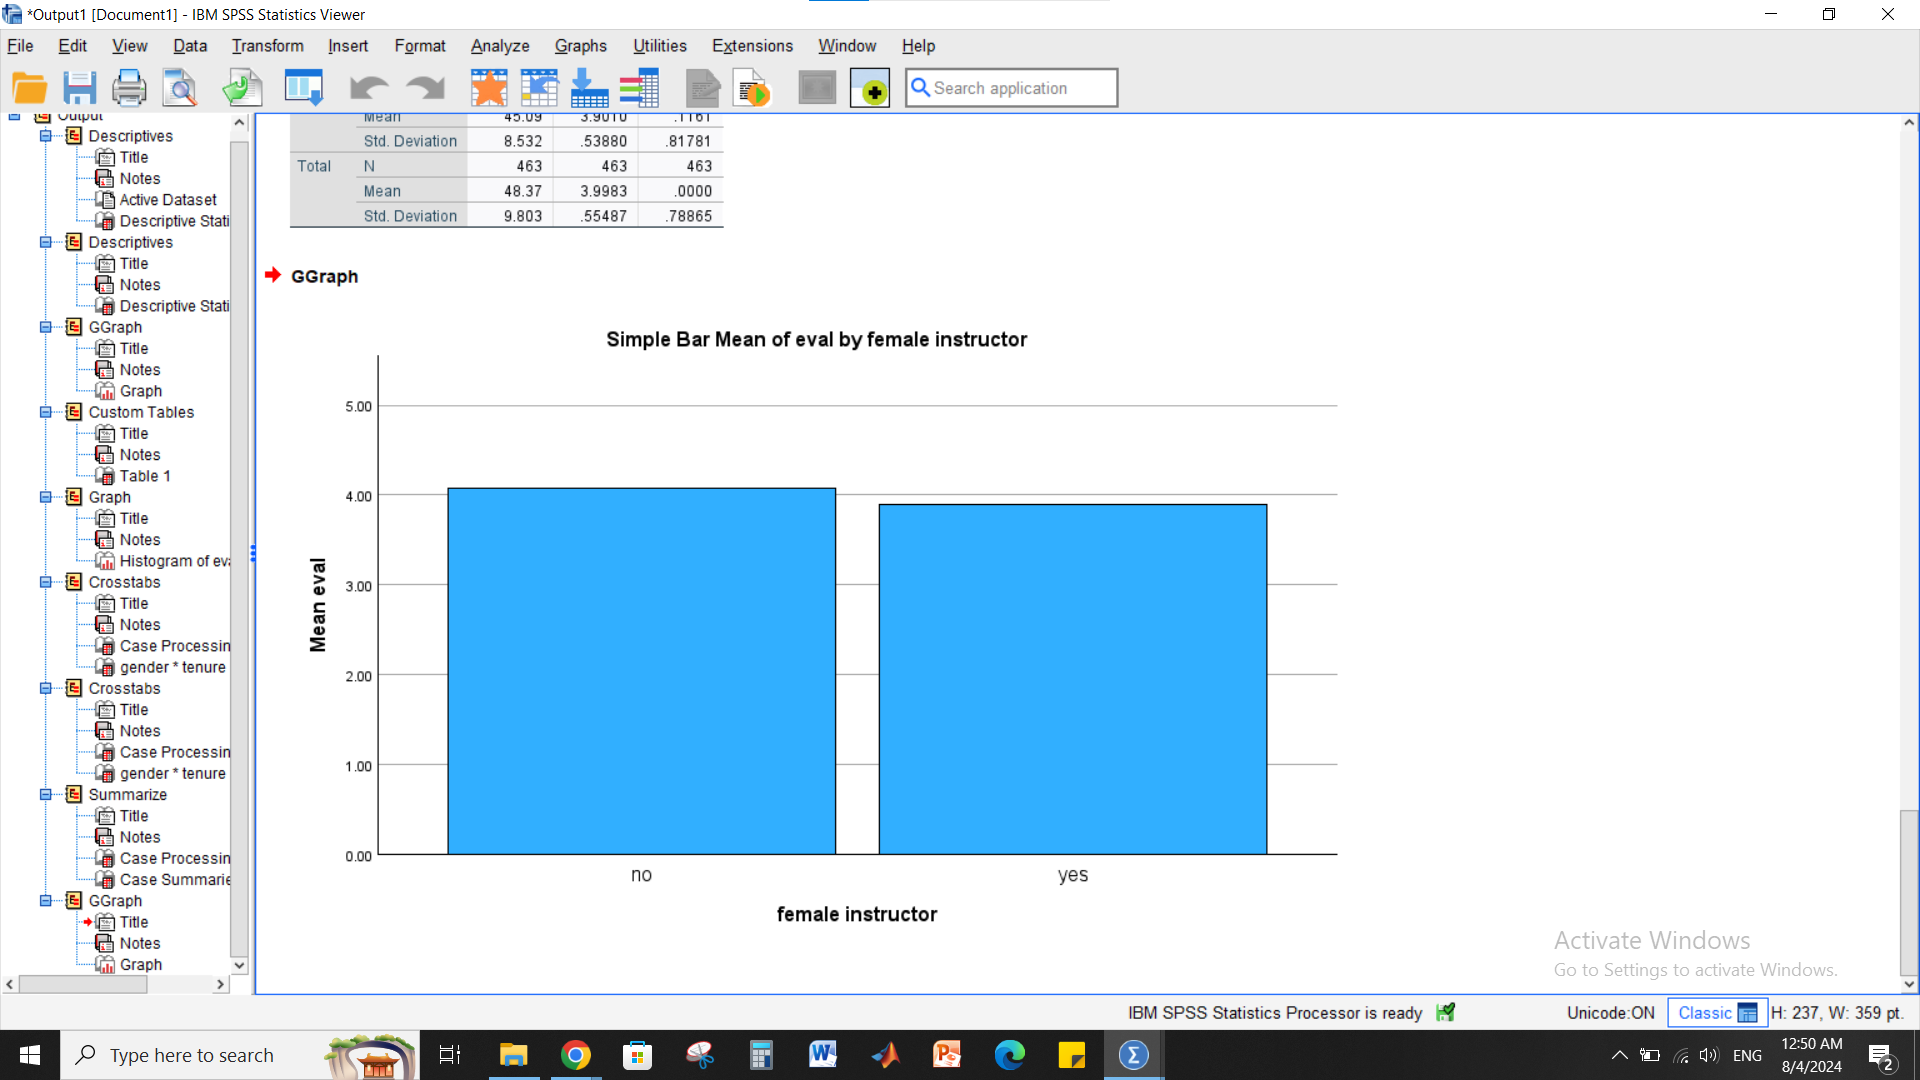 *Output1 [Document1] - IBM SPSS Statistics Viewer
File Edit View Data Transform Insert Format Analyze Graphs Utilities Extensions Window Help
Search application
Output
Descriptives
Title
Notes
Active Dataset
Descriptive Stati
Descriptives
Title
Notes
Descriptive Stati
GGraph
Title
Notes
Graph
Custom Tables
Title
Notes
Table 1
Graph
Title
Notes
Histogram of eva
Crosstabs
Title
Notes
Case Processin
gender * tenure
Crosstabs
Title
Notes
Case Processin
gender * tenure
Summarize
Title
Notes
Case Processin
Case Summarie
GGraph
Title
Notes
Graph
Mean 45.09 3.9010 .1161
Std. Deviation 8.532 .53880 .81781
Total N 463 463 463
Mean 48.37 3.9983 .0000
Std. Deviation 9.803 .55487 .78865
GGraph
Simple Bar Mean of eval by female instructor
5.00
4.00
3.00
2.00
1.00
0.00
Mean eval
no yes
female instructor
Activate Windows
Go to Settings to activate Windows.
IBM SPSS Statistics Processor is ready Unicode:ON Classic H: 237, W: 359 pt.
Type here to search
ENG
12:50 AM
8/4/2024
2